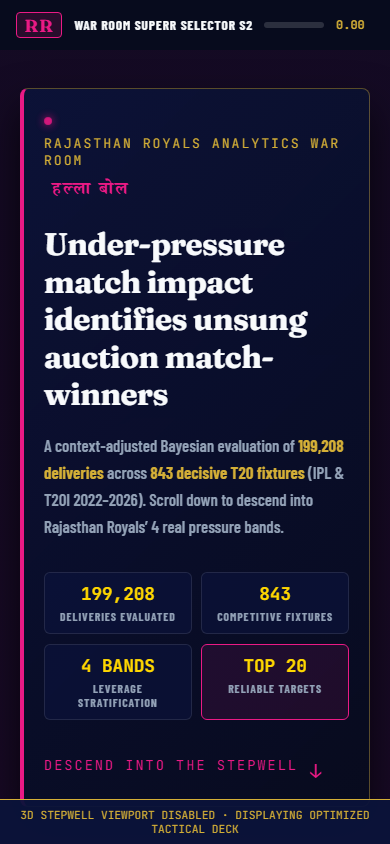 RR WAR ROOM SUPERR SELECTOR S2 0.00
RAJASTHAN ROYALS ANALYTICS WAR
ROOM
हल्ला बोल
Under-pressure
match impact
identifies unsung
auction match-
winners
A context-adjusted Bayesian evaluation of 199,208
deliveries across 843 decisive T20 fixtures (IPL &
T20I 2022–2026). Scroll down to descend into
Rajasthan Royals’ 4 real pressure bands.
199,208
DELIVERIES EVALUATED
843
COMPETITIVE FIXTURES
4 BANDS
LEVERAGE
STRATIFICATION
TOP 20
RELIABLE TARGETS
DESCEND INTO THE STEPWELL ↓
3D STEPWELL VIEWPORT DISABLED · DISPLAYING OPTIMIZED
TACTICAL DECK